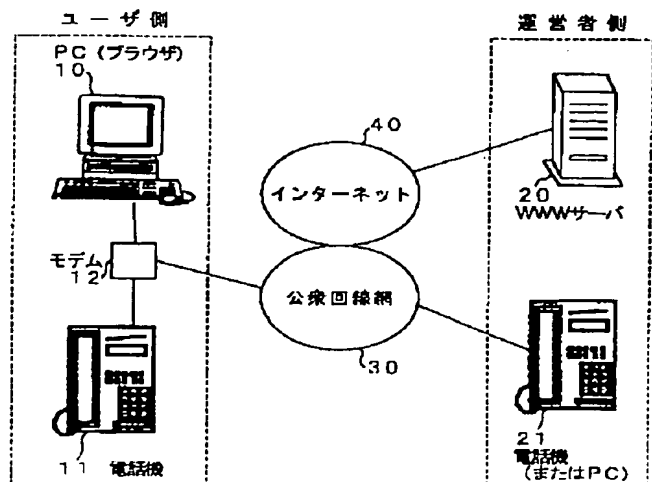 ユーザ側
PC(ブラウザ)
10
モデム
12
11 電話機
40
インターネット
公衆回線網
30
運営者側
20
WWWサーバ
21
電話機
(またはPC)